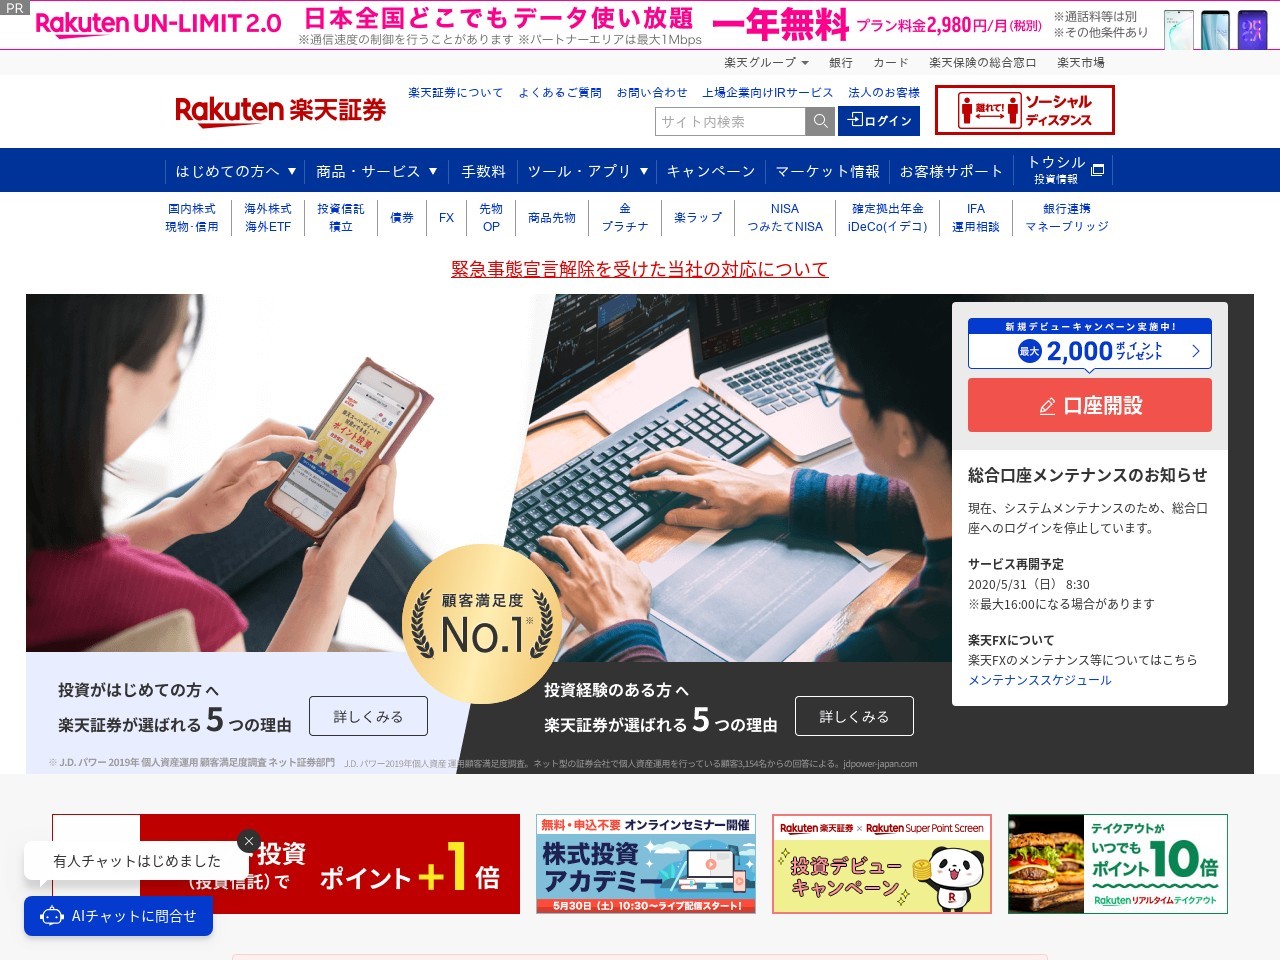 PR
Rakuten UN-LIMIT 2.0
日本全国どこでもデータ使い放題
※通信速度の制御を行うことがあります ※パートナーエリアは最大1Mbps
一年無料
プラン料金2,980円/月(税別)
※通話料等は別
※その他条件あり
楽天グループ
銀行
カード
楽天保険の総合窓口
楽天市場
Rakuten 楽天証券
楽天証券について
よくあるご質問
お問い合わせ
上場企業向けIRサービス
法人のお客様
サイト内検索
ログイン
離れて!
ソーシャル
ディスタンス
はじめての方へ
商品・サービス
手数料
ツール・アプリ
キャンペーン
マーケット情報
お客様サポート
トウシル
投資情報
国内株式
現物･信用
海外株式
海外ETF
投資信託
積立
債券
FX
先物
OP
商品先物
金
プラチナ
楽ラップ
NISA
つみたてNISA
確定拠出年金
iDeCo(イデコ)
IFA
運用相談
銀行連携
マネーブリッジ
緊急事態宣言解除を受けた当社の対応について
顧客満足度
No.1※
投資がはじめての方へ
楽天証券が選ばれる5つの理由
詳しくみる
投資経験のある方へ
楽天証券が選ばれる5つの理由
詳しくみる
※ J.D. パワー 2019年 個人資産運用 顧客満足度調査 ネット証券部門
J.D. パワー2019年個人資産運用顧客満足度調査。ネット型の証券会社で個人資産運用を行っている顧客3,154名からの回答による。jdpower-japan.com
新規デビューキャンペーン実施中!
最大2,000ポイントプレゼント
口座開設
総合口座メンテナンスのお知らせ
現在、システムメンテナンスのため、総合口
座へのログインを停止しています。
サービス再開予定
2020/5/31（日） 8:30
※最大16:00になる場合があります
楽天FXについて
楽天FXのメンテナンス等についてはこちら
メンテナンススケジュール
投資
(投資信託)で
ポイント+1倍
無料・申込不要 オンラインセミナー開催
株式投資
アカデミー
5月30日（土）10:30～ライブ配信スタート!
Rakuten 楽天証券 × Rakuten Super Point Screen
投資デビュー
キャンペーン
R
テイクアウトが
いつでも
ポイント10倍
Rakuten リアルタイムテイクアウト
有人チャットはじめました
AIチャットに問合せ